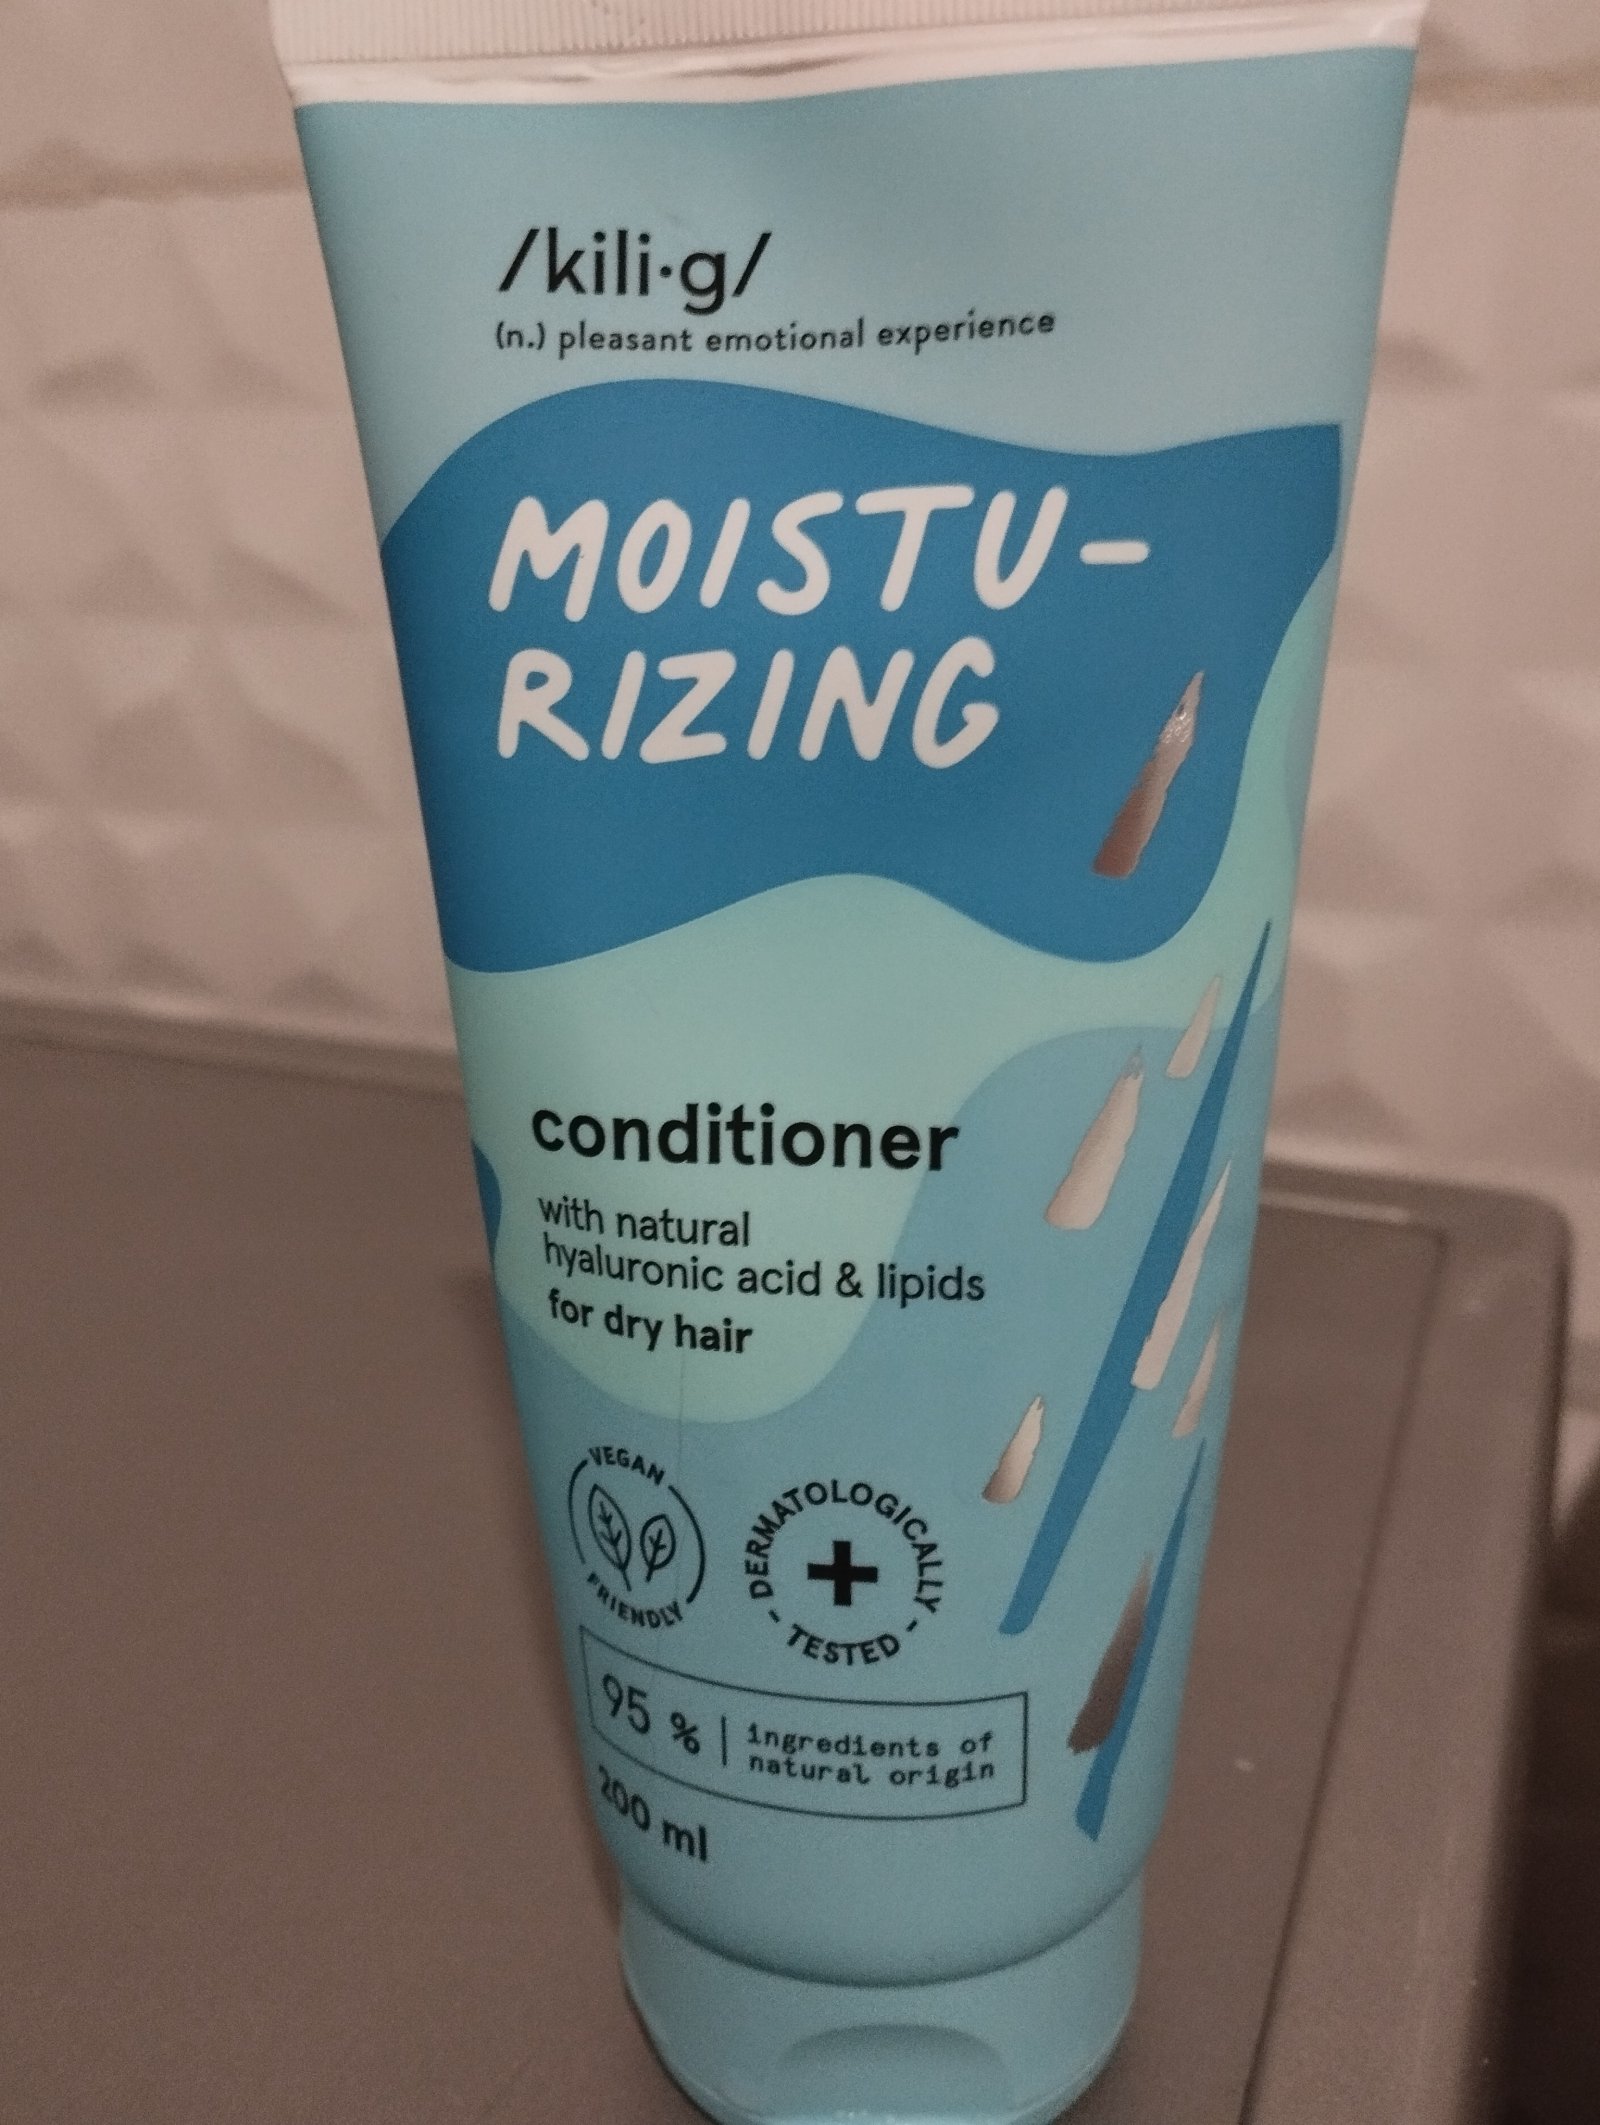 /kili·g/
(n.) pleasant emotional experience
MOISTU-
RIZING
conditioner
with natural
hyaluronic acid & lipids
for dry hair
VEGAN
FRIENDLY
DERMATOLOGICALLY
- TESTED -
95 % | ingredients of
natural origin
200 ml